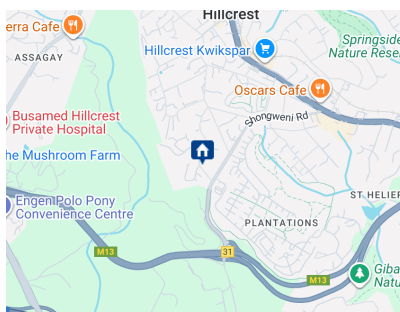 Hillcrest
erra Cafe
Hillcrest Kwikspar
Springside
Nature Rese
ASSAGAY
Oscars Cafe
Busamed Hillcrest
Private Hospital
Shongweni Rd
he Mushroom Farm
ST HELIER
Engen Polo Pony
Convenience Centre
PLANTATIONS
M13
31
M13
Giba
Natu